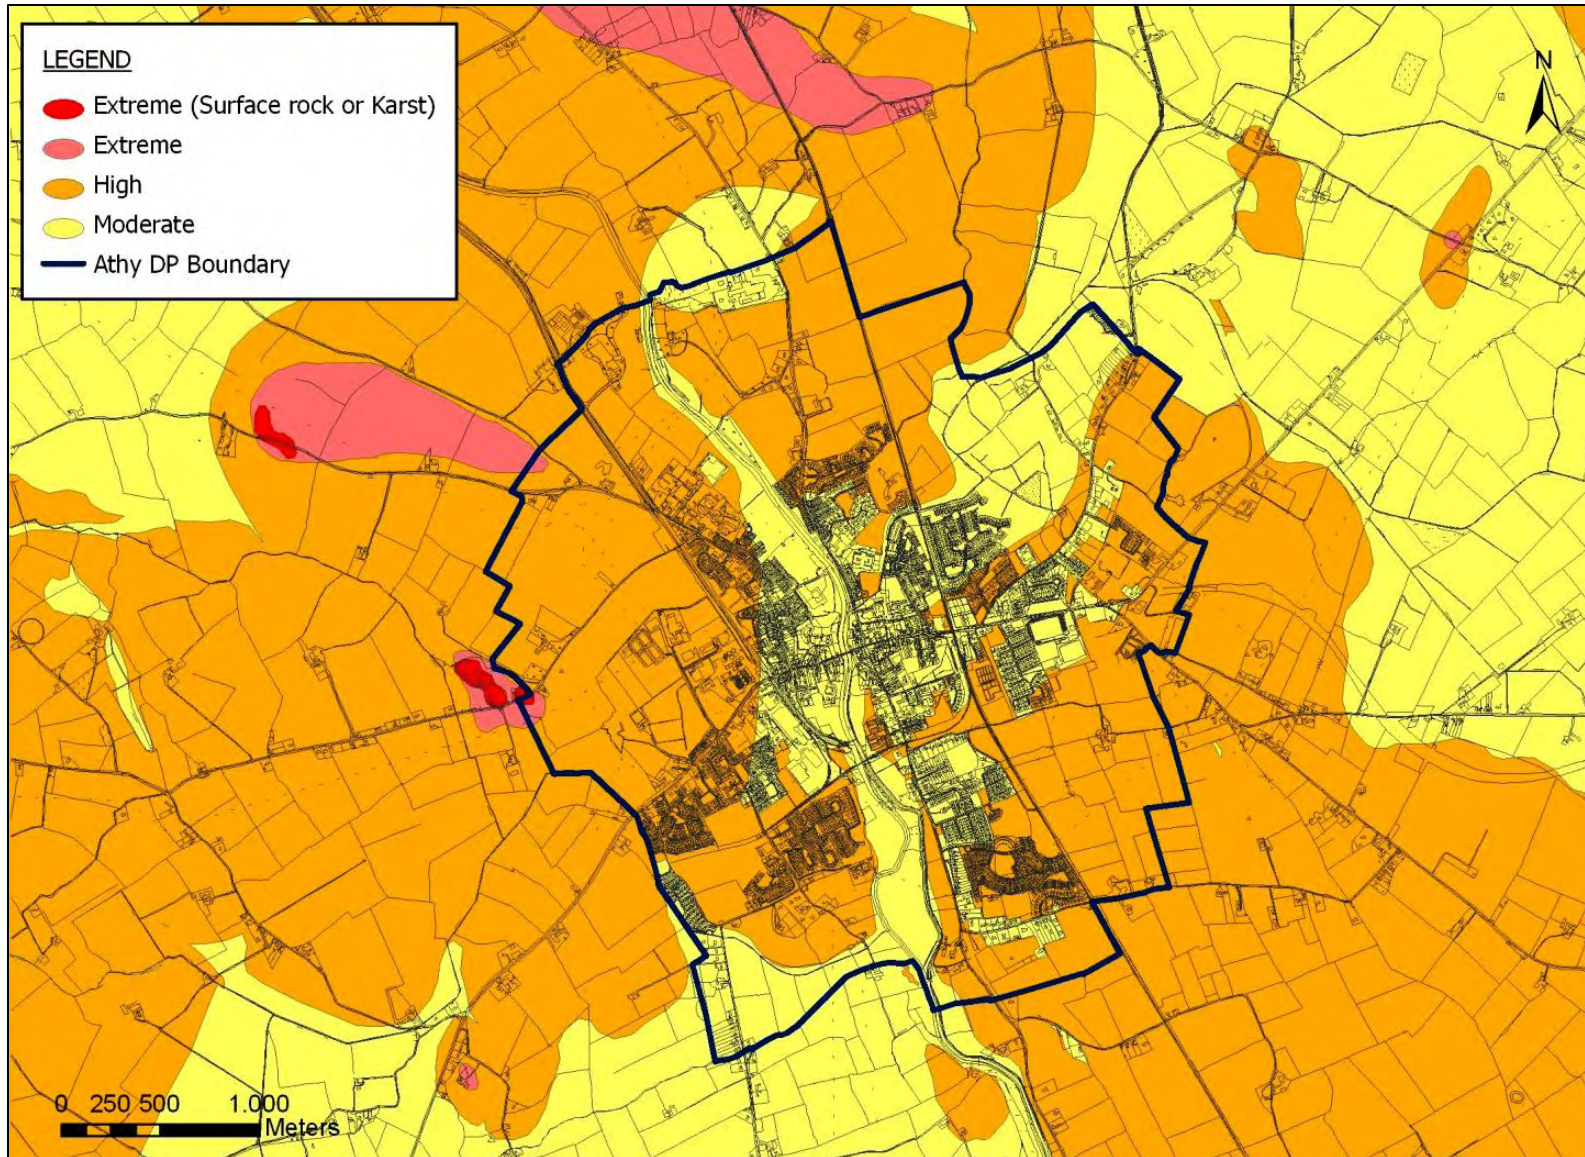 LEGEND
Extreme (Surface rock or Karst)
Extreme
High
Moderate
Athy DP Boundary
N
0 250 500 1.000
Meters